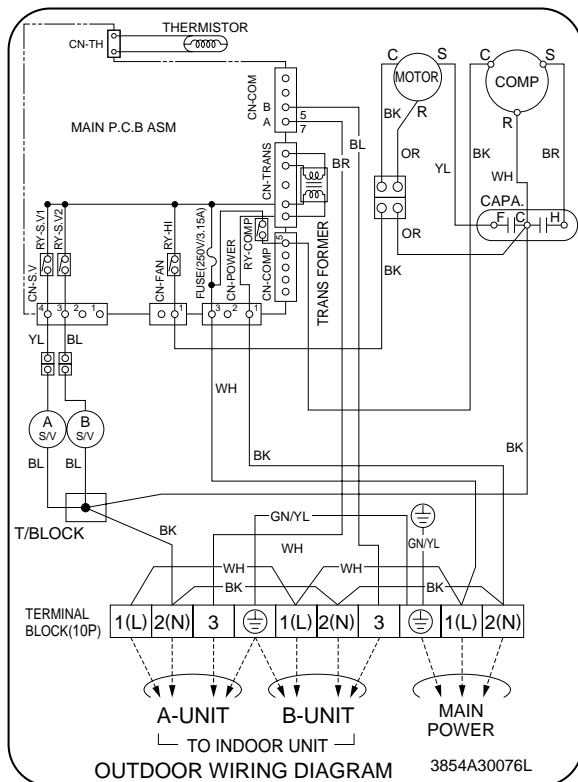 THERMISTOR
CN-TH
MAIN P.C.B ASM
CN-COM
B
A
5
7
CN-TRANS
TRANS FORMER
BR
BL
C S
MOTOR
R
BK
OR
YL
C S
COMP
R
BK
WH
BR
CAPA.
F C H
OR
BK
RY-S.V1
RY-S.V2
RY-HI
FUSE(250V/3.15A)
CN-POWER
RY-COMP
CN-COMP
5
CN-S.V
4 3 2 1
CN-FAN
1
3 2 1
YL BL
WH
A
S/V
B
S/V
BL BL
BK
BK
T/BLOCK
BK
GN/YL
GN/YL
WH
WH
WH
BK
BK
TERMINAL
BLOCK(10P)
1(L) 2(N) 3 1(L) 2(N) 3 1(L) 2(N)
A-UNIT
B-UNIT
MAIN
POWER
TO INDOOR UNIT
OUTDOOR WIRING DIAGRAM
3854A30076L